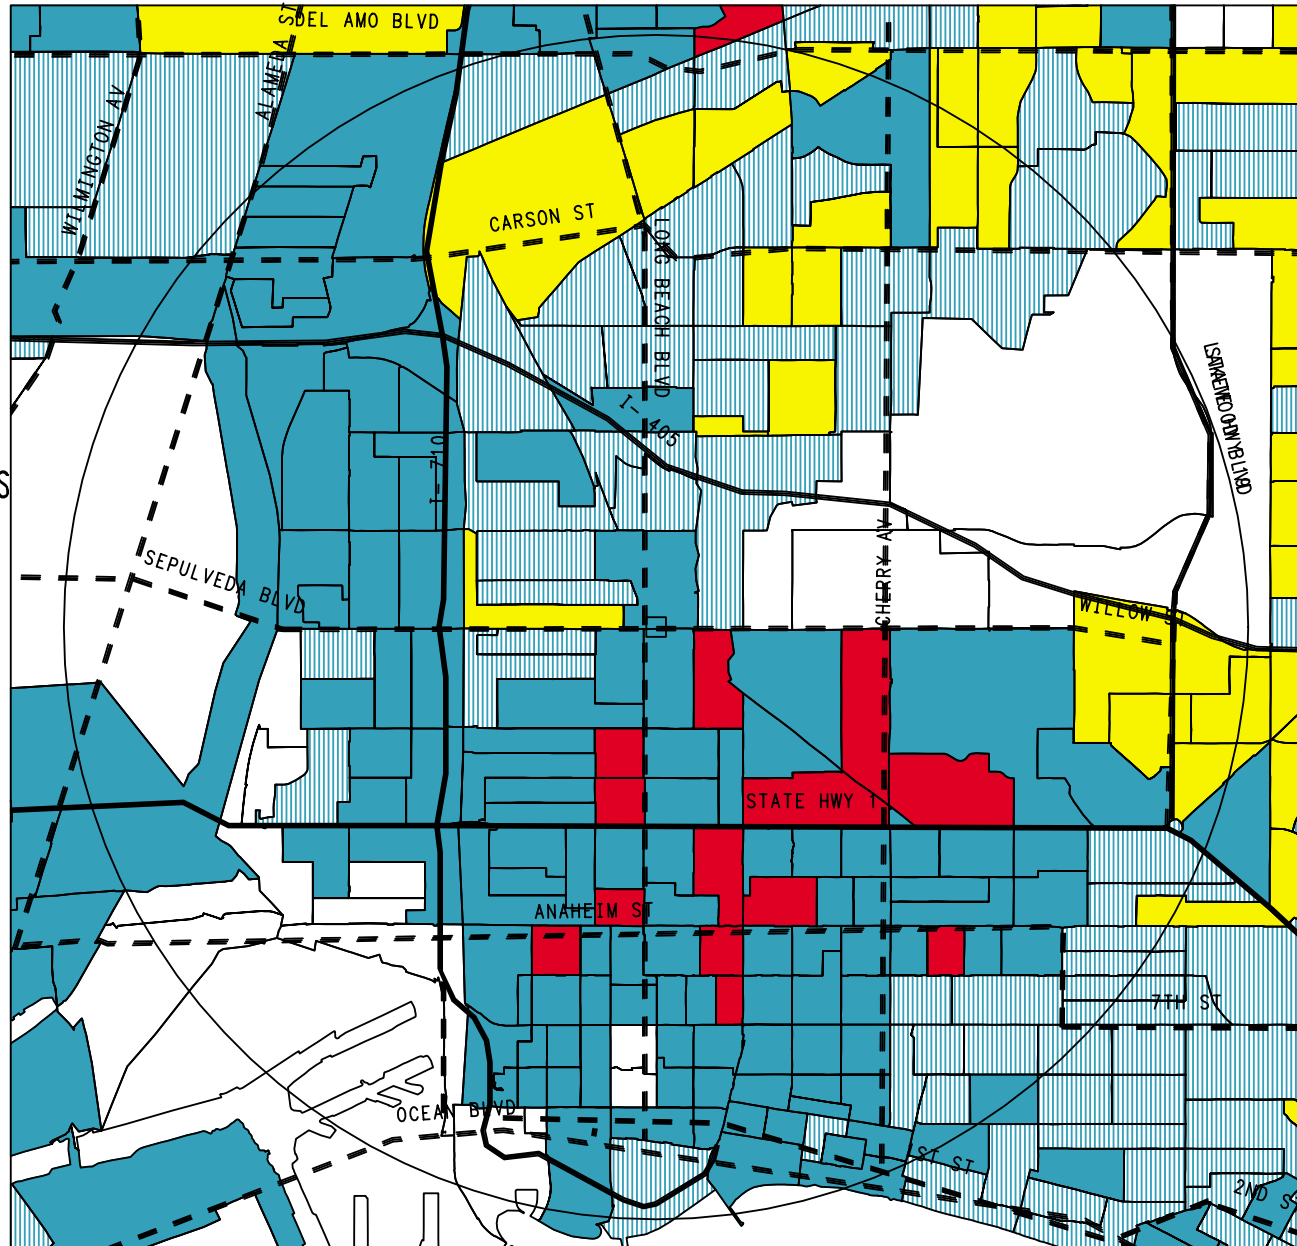 DEL AMO BLVD
ALAMEDA ST
WILMINGTON AV
CARSON ST
LONG BEACH BLVD
I- 405
I- 710
S
SEPULVEDA BLVD
CHERRY AV
WILLOW ST
STATE HWY 1
ANAHEIM ST
7TH ST
OCEAN BLVD
ST ST
2ND S